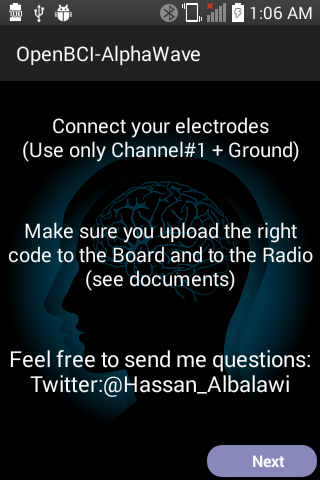 1:06 AM
OpenBCI-AlphaWave
Connect your electrodes
(Use only Channel#1 + Ground)
Make sure you upload the right
code to the Board and to the Radio
(see documents)
Feel free to send me questions:
Twitter:@Hassan_Albalawi
Next